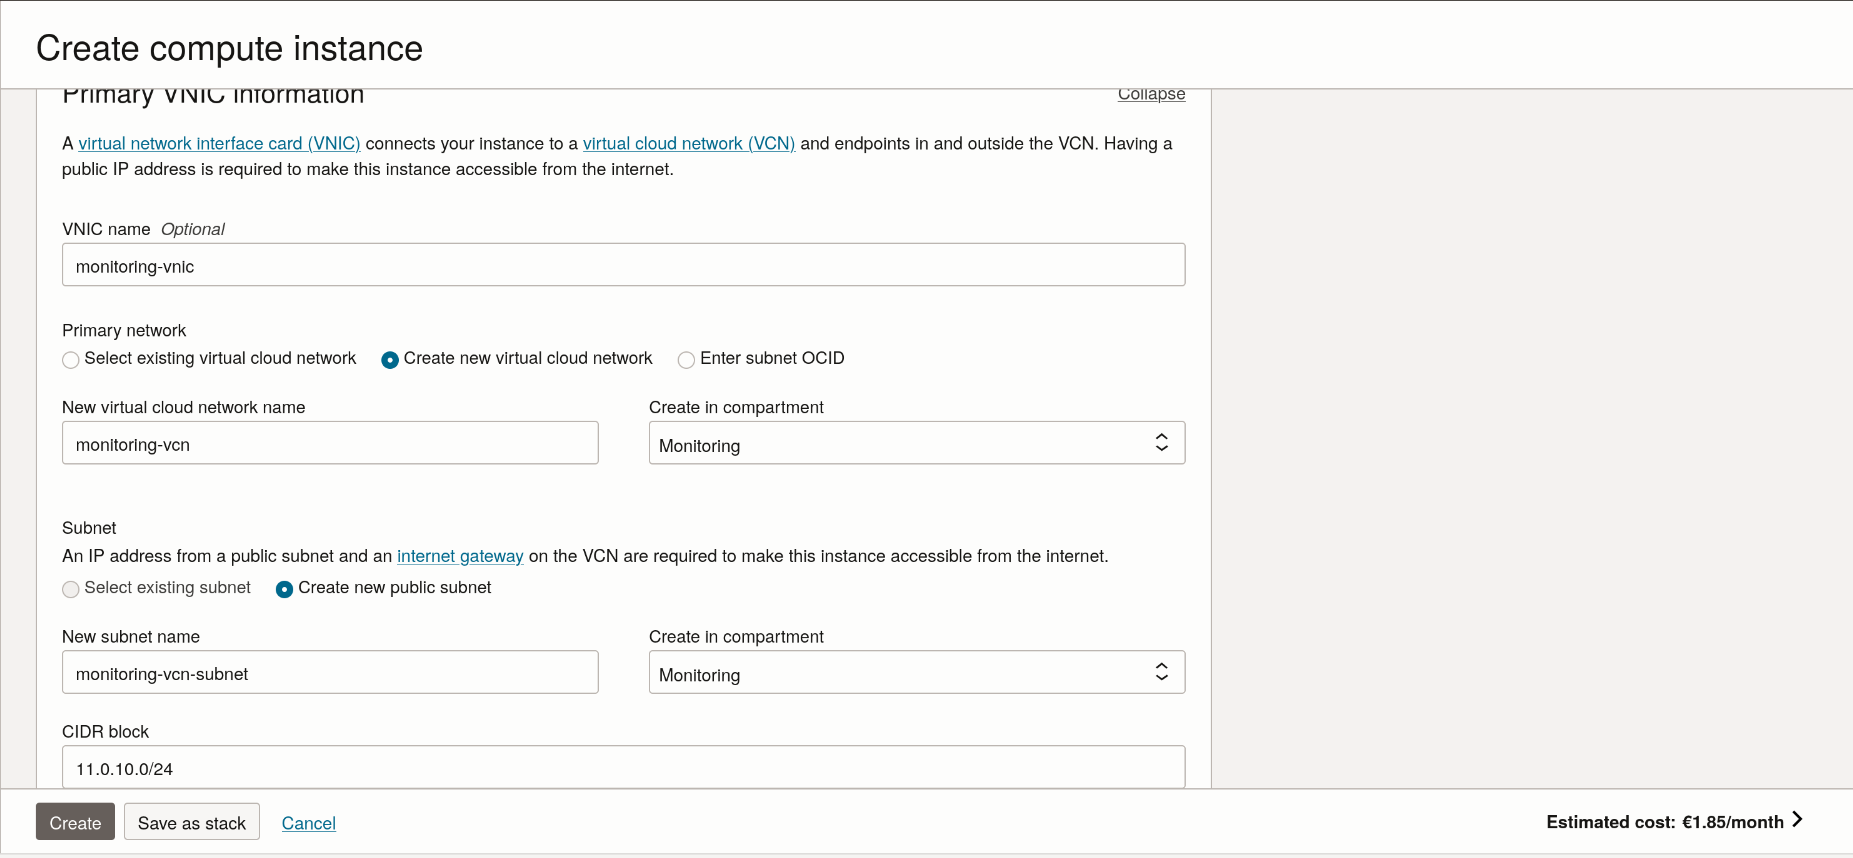 Create compute instance
Primary VNIC information
Collapse
A virtual network interface card (VNIC) connects your instance to a virtual cloud network (VCN) and endpoints in and outside the VCN. Having a
public IP address is required to make this instance accessible from the internet.
VNIC name Optional
monitoring-vnic
Primary network
Select existing virtual cloud network Create new virtual cloud network Enter subnet OCID
New virtual cloud network name
Create in compartment
monitoring-vcn
Monitoring
Subnet
An IP address from a public subnet and an internet gateway on the VCN are required to make this instance accessible from the internet.
Select existing subnet Create new public subnet
New subnet name
Create in compartment
monitoring-vcn-subnet
Monitoring
CIDR block
11.0.10.0/24
Create Save as stack Cancel
Estimated cost: €1.85/month